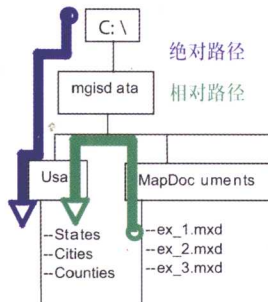 C: \
绝对路径
mgisd ata
相对路径
Usa
MapDoc uments
--States
--Cities
--Counties
--ex_1.mxd
--ex_2.mxd
--ex_3.mxd